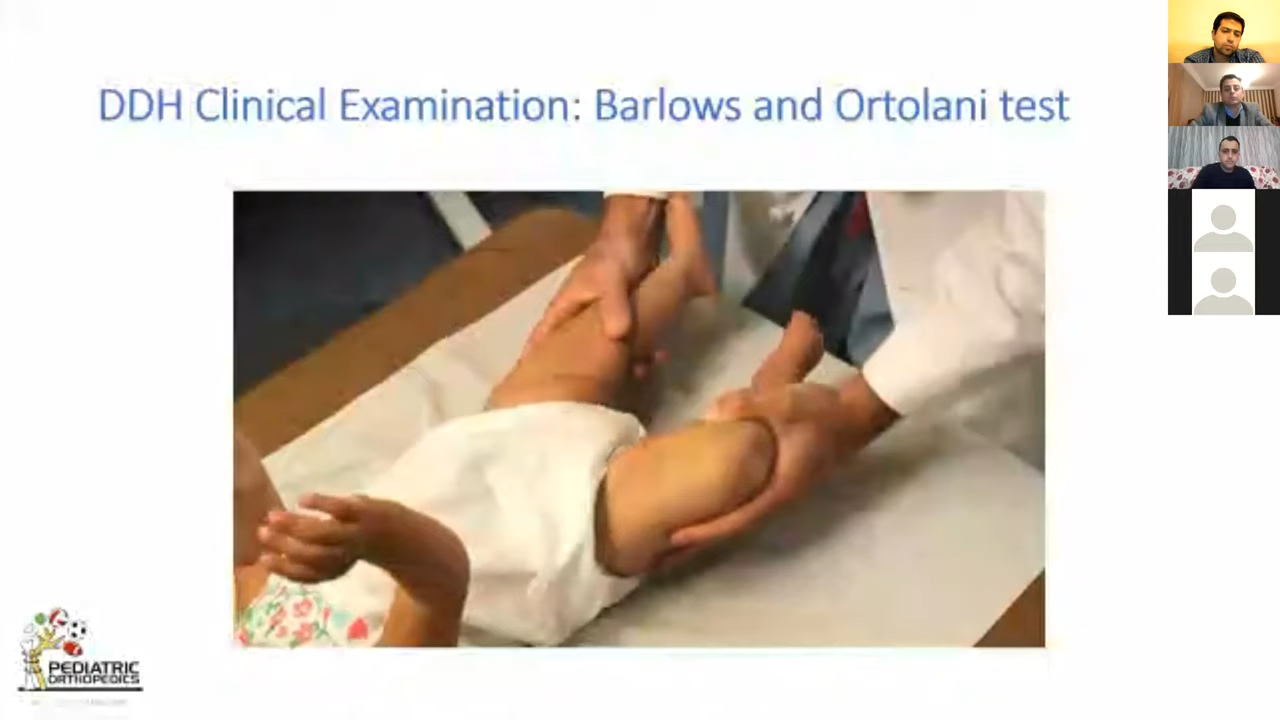 DDH Clinical Examination: Barlows and Ortolani test
PEDIATRIC
ORTHOPEDICS